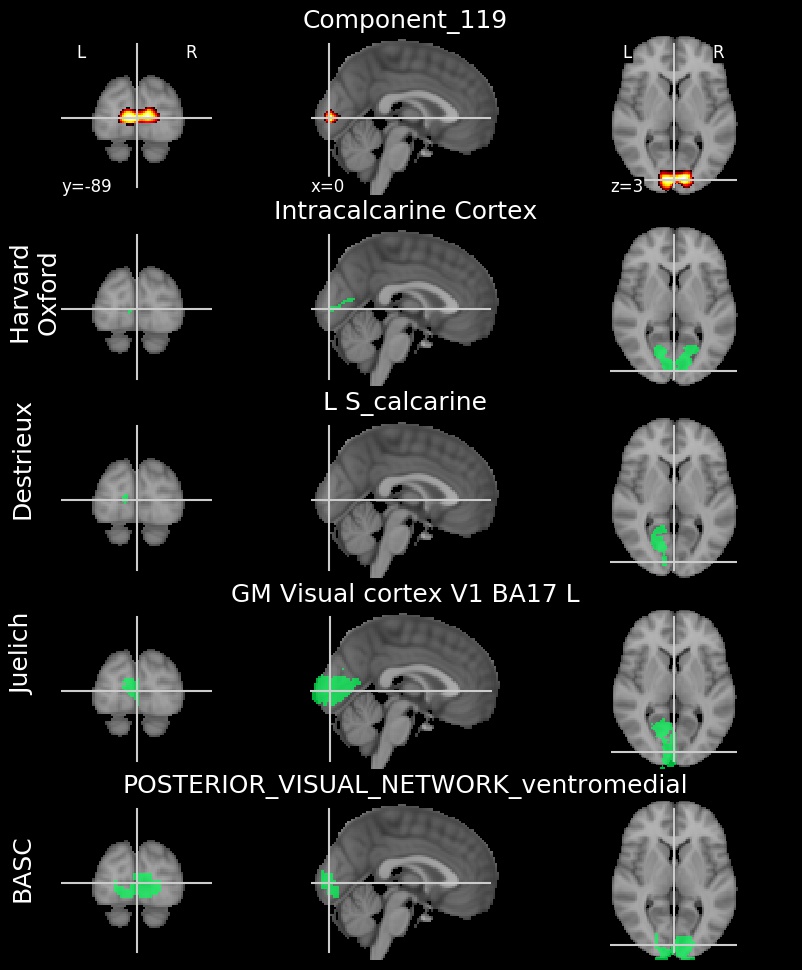 Component_119
L R L R
y=-89 x=0 z=3
Intracalcarine Cortex
Harvard
Oxford
L S_calcarine
Destrieux
GM Visual cortex V1 BA17 L
Juelich
POSTERIOR_VISUAL_NETWORK_ventromedial
BASC